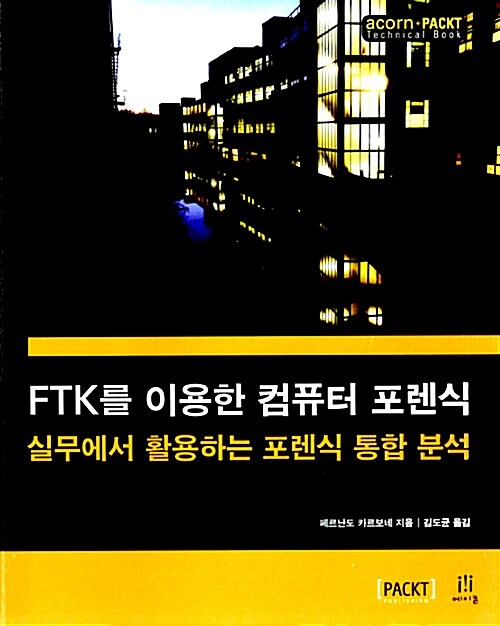 acorn+PACKT
Technical Book
FTK를 이용한 컴퓨터 포렌식
실무에서 활용하는 포렌식 통합 분석
페르난도 카르보네 지음 | 김도균 옮김
[PACKT]
PUBLISHING
에이콘